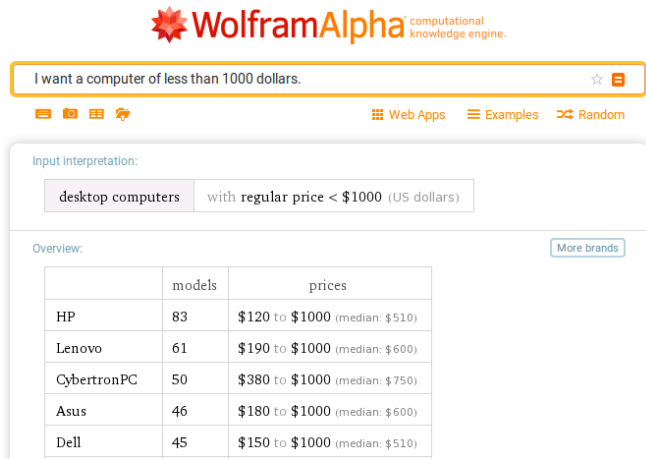 WolframAlpha computational
knowledge engine.
I want a computer of less than 1000 dollars.
Web Apps Examples Random
Input interpretation:
desktop computers with regular price < $1000 (US dollars)
Overview: More brands
models prices
HP 83 $120 to $1000 (median: $510)
Lenovo 61 $190 to $1000 (median: $600)
CybertronPC 50 $380 to $1000 (median: $750)
Asus 46 $180 to $1000 (median: $600)
Dell 45 $150 to $1000 (median: $510)